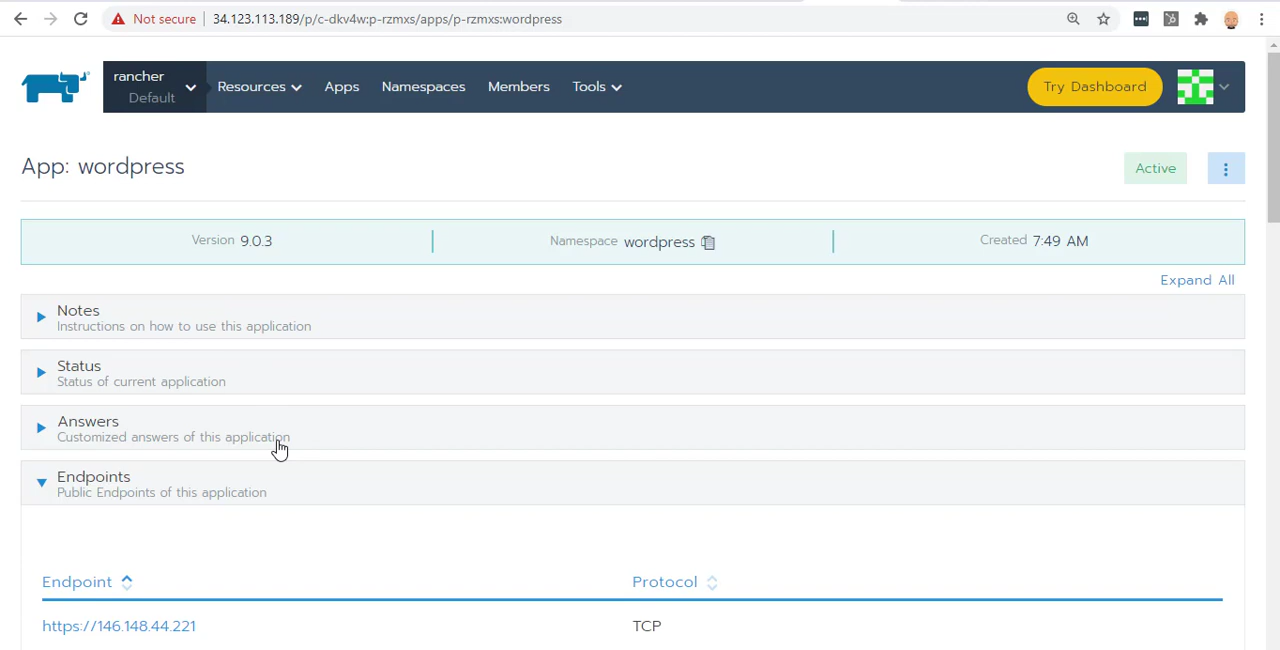 Not secure
34.123.113.189/p/c-dkv4w:p-rzmxs/apps/p-rzmxs:wordpress
rancher
Default
Resources
Apps
Namespaces
Members
Tools
Try Dashboard
App: wordpress
Active
Version 9.0.3
Namespace wordpress
Created 7:49 AM
Expand All
Notes
Instructions on how to use this application
Status
Status of current application
Answers
Customized answers of this application
Endpoints
Public Endpoints of this application
Endpoint
Protocol
https://146.148.44.221
TCP